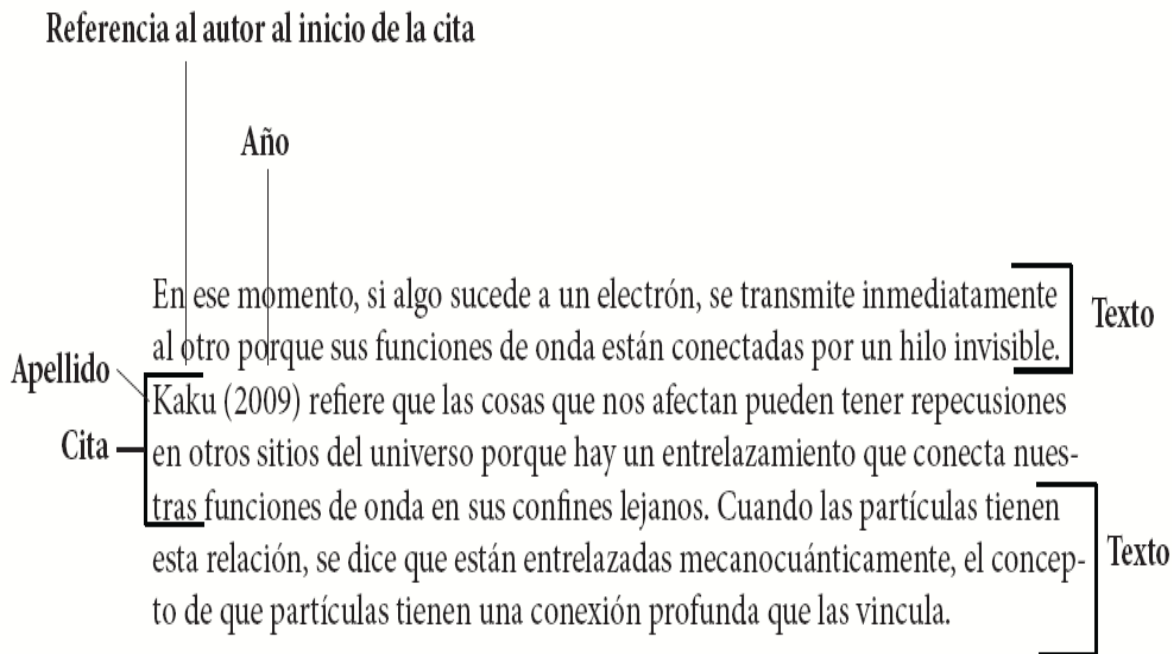 Referencia al autor al inicio de la cita
Año
En ese momento, si algo sucede a un electrón, se transmite inmediatamente
al otro porque sus funciones de onda están conectadas por un hilo invisible.
Texto
Apellido
Kaku (2009) refiere que las cosas que nos afectan pueden tener repecusiones
Cita
en otros sitios del universo porque hay un entrelazamiento que conecta nues-
tras funciones de onda en sus confines lejanos. Cuando las partículas tienen
esta relación, se dice que están entrelazadas mecanocuánticamente, el concep-
Texto
to de que partículas tienen una conexión profunda que las vincula.